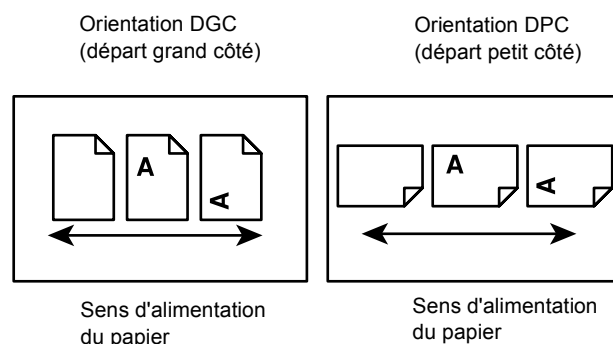 Orientation DGC
(départ grand côté)
A
A
Sens d'alimentation
du papier
Orientation DPC
(départ petit côté)
A
A
Sens d'alimentation
du papier